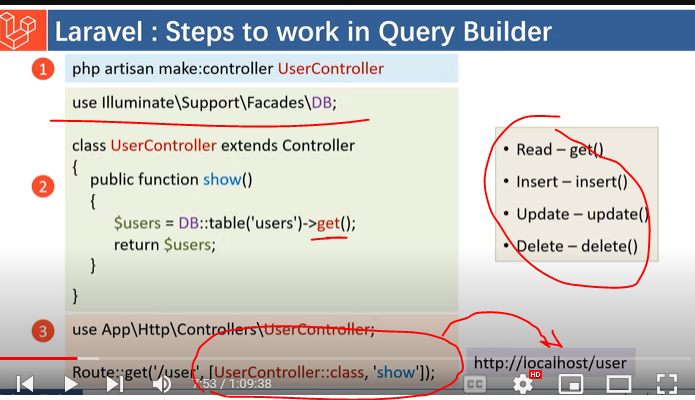 Laravel : Steps to work in Query Builder
1
php artisan make:controller UserController
use Illuminate\Support\Facades\DB;
class UserController extends Controller
{
public function show()
2
{
$users = DB::table('users')->get();
return $users;
}
}
• Read – get()
• Insert – insert()
• Update – update()
• Delete – delete()
3
use App\Http\Controllers\UserController;
Route::get('/user', [UserController::class, 'show']);
http://localhost/user
7:53 / 1:09:38
CC
HD